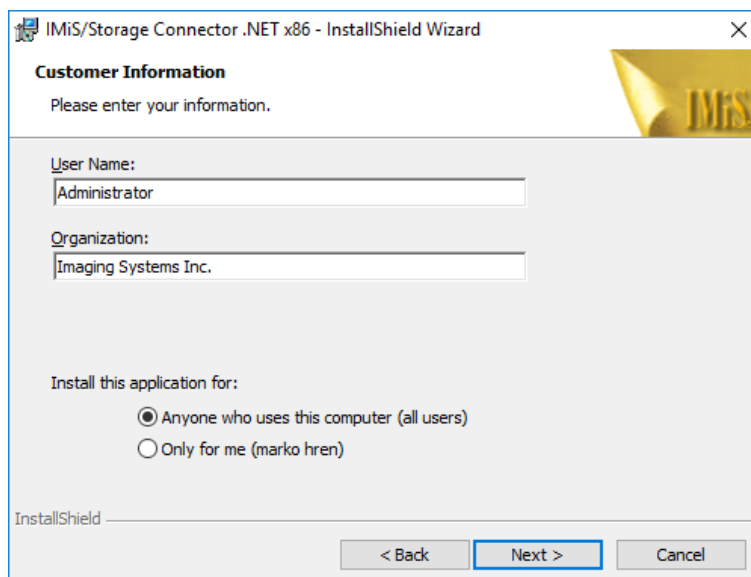 IMiS/Storage Connector .NET x86 - InstallShield Wizard
Customer Information
Please enter your information.
IMiS
User Name:
Administrator
Organization:
Imaging Systems Inc.
Install this application for:
Anyone who uses this computer (all users)
Only for me (marko hren)
InstallShield
< Back
Next >
Cancel